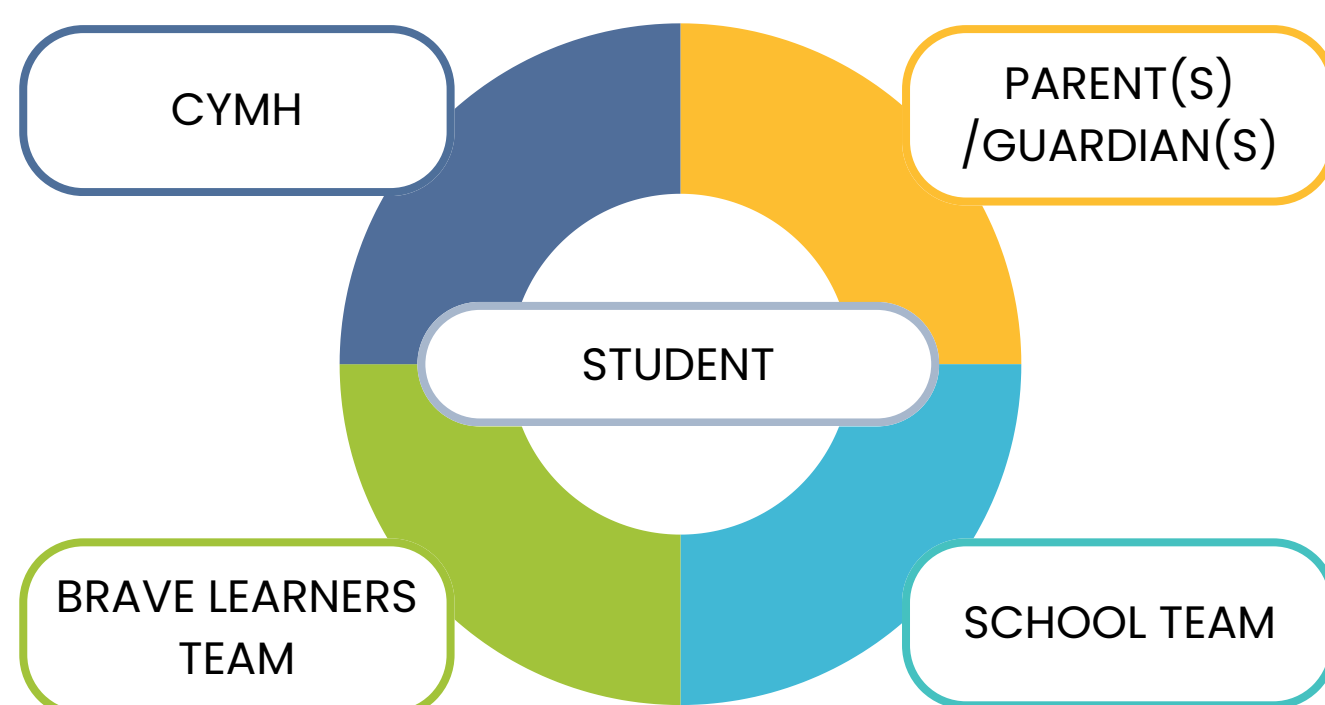 CYMH
PARENT(S)
/GUARDIAN(S)
STUDENT
BRAVE LEARNERS
TEAM
SCHOOL TEAM